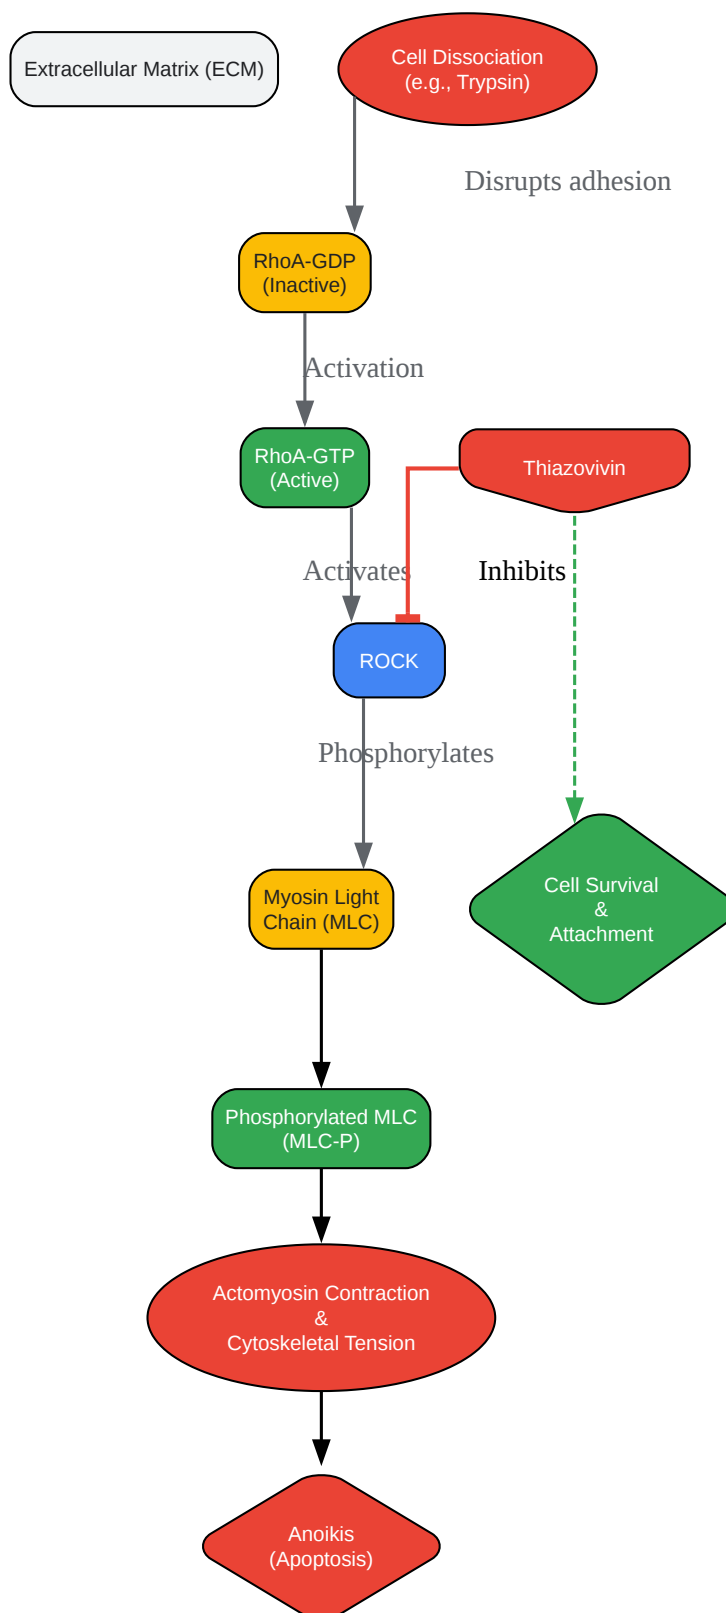 Extracellular Matrix (ECM)
Cell Dissociation
(e.g., Trypsin)
Disrupts adhesion
RhoA-GDP
(Inactive)
Activation
RhoA-GTP
(Active)
Thiazovivin
Activates
Inhibits
ROCK
Phosphorylates
Myosin Light
Chain (MLC)
Cell Survival
&
Attachment
Phosphorylated MLC
(MLC-P)
Actomyosin Contraction
&
Cytoskeletal Tension
Anoikis
(Apoptosis)